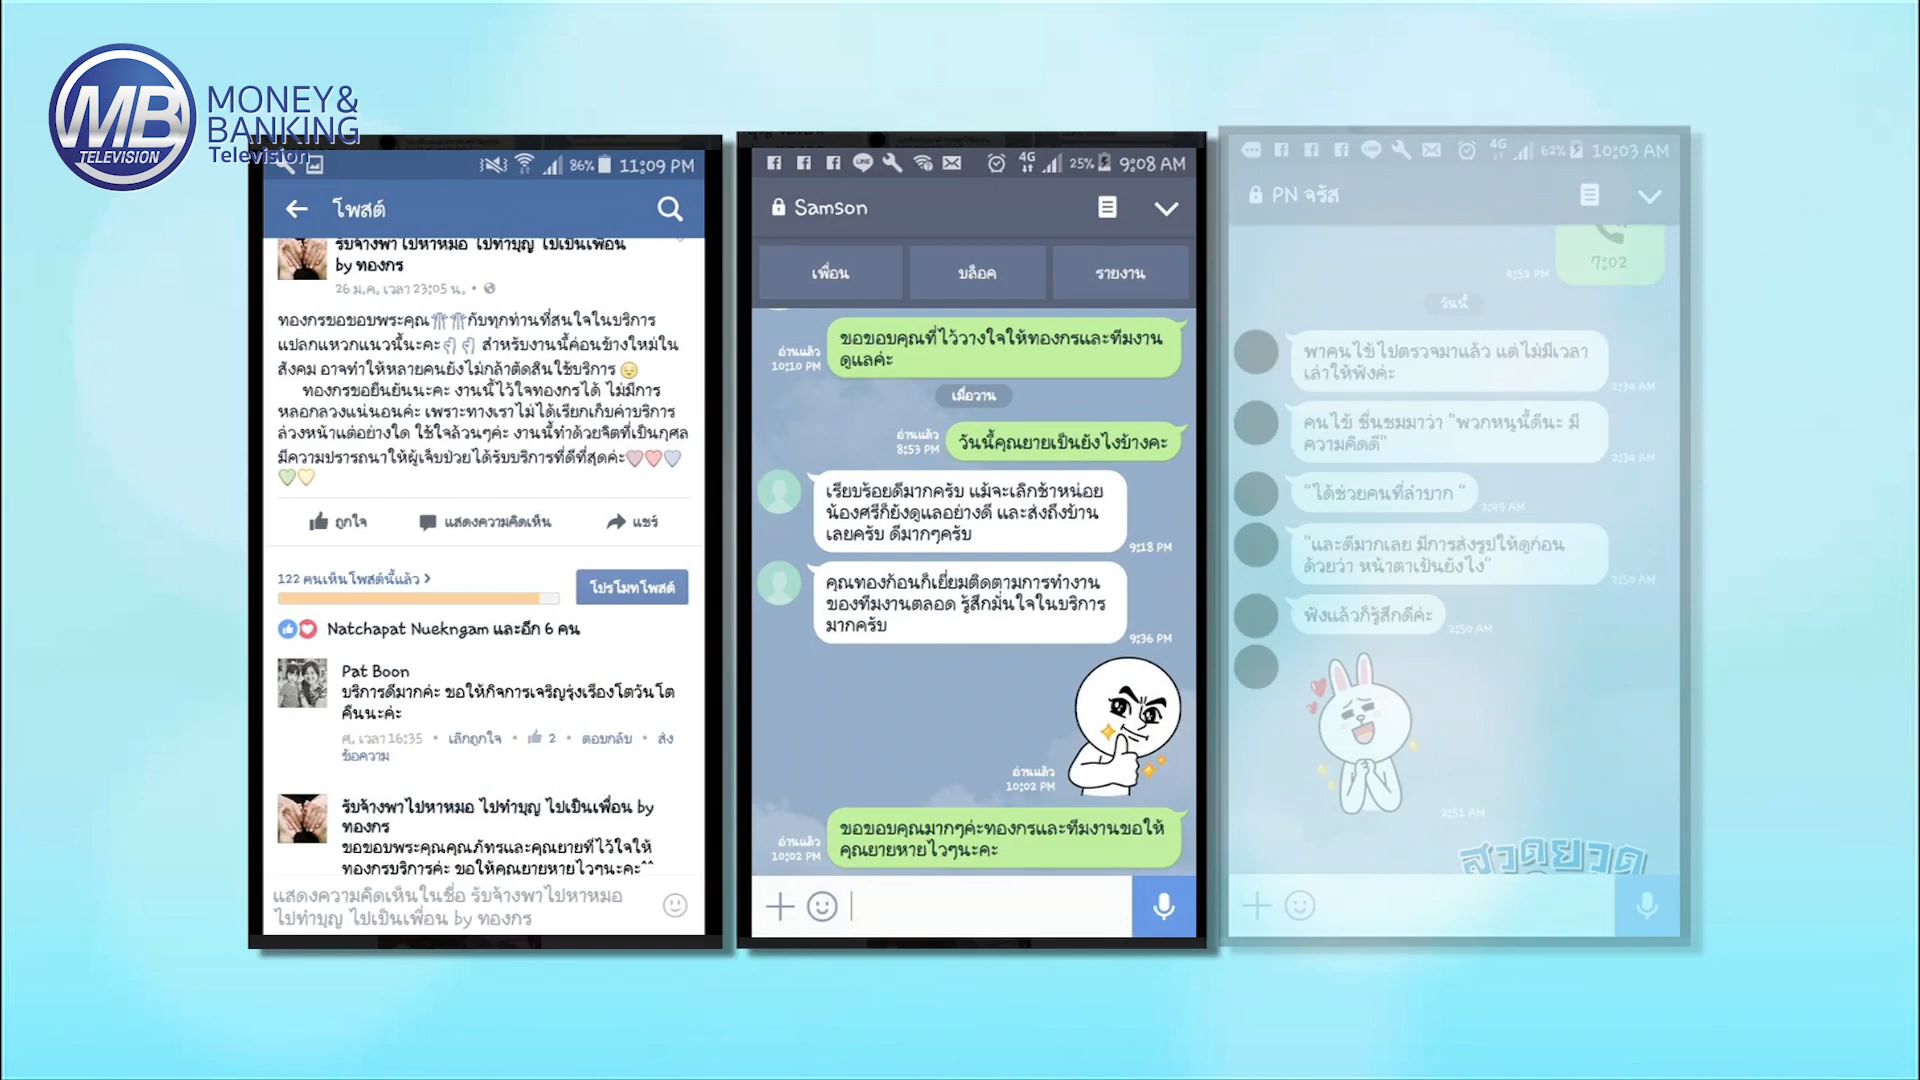 MB
TELEVISION
MONEY&
BANKING
Television
86% 11:09 PM
โพสต์
รับจ้างพาไปหาหมอ ไปทำบุญ ไปเป็นเพื่อน
by ทองกร
26 ม.ค. เวลา 23:05 น.
ทองกรขอขอบพระคุณ🙏🙏กับทุกท่านที่สนใจในบริการ
แปลกแหวกแนวนี้นะคะ สำหรับงานนี้ค่อนข้างใหม่ใน
สังคม อาจทำให้หลายคนยังไม่กล้าตัดสินใช้บริการ
ทองกรขอยืนยันนะคะ งานนี้ไว้ใจทองกรได้ ไม่มีการ
หลอกลวงแน่นอนค่ะ เพราะทางเราไม่ได้เรียกเก็บค่าบริการ
ล่วงหน้าแต่อย่างใด ใช้ใจล้วนๆค่ะ งานนี้ทำด้วยจิตที่เป็นกุศล
มีความปรารถนาให้ผู้เจ็บป่วยได้รับบริการที่ดีที่สุดค่ะ
ถูกใจ แสดงความคิดเห็น แชร์
122 คนเห็นโพสต์นี้แล้ว
โปรโมทโพสต์
Natchapat Nuekngam และอีก 6 คน
Pat Boon
บริการดีมากค่ะ ขอให้กิจการเจริญรุ่งเรืองโตวันโต
คืนนะค่ะ
ศ. เวลา 16:35 • เลิกถูกใจ • 2 • ตอบกลับ • ส่ง
ข้อความ
รับจ้างพาไปหาหมอ ไปทำบุญ ไปเป็นเพื่อน by
ทองกร
ขอขอบพระคุณคุณภัทรและคุณยายที่ไว้ใจให้
ทองกรบริการค่ะ ขอให้คุณยายหายไวๆนะคะ^^
แสดงความคิดเห็นในชื่อ รับจ้างพาไปหาหมอ
ไปทำบุญ ไปเป็นเพื่อน by ทองกร
4G 25% 9:08 AM
Samson
เพื่อน บล็อค รายงาน
ขอขอบคุณที่ไว้วางใจให้ทองกรและทีมงาน
ดูแลค่ะ
อ่านแล้ว
10:10 PM
เมื่อวาน
วันนี้คุณยายเป็นยังไงบ้างคะ
อ่านแล้ว
8:53 PM
เรียบร้อยดีมากครับ แม้จะเลิกช้าหน่อย
น้องศรีก็ยังดูแลอย่างดี และส่งถึงบ้าน
เลยครับ ดีมากๆครับ
9:18 PM
คุณทองก้อนก็เยี่ยมติดตามการทำงาน
ของทีมงานตลอด รู้สึกมั่นใจในบริการ
มากครับ
9:36 PM
อ่านแล้ว
10:02 PM
ขอขอบคุณมากๆค่ะทองกรและทีมงานขอให้
คุณยายหายไวๆนะคะ
อ่านแล้ว
10:02 PM
4G 62% 10:03 AM
PN จรัส
7:02
4:52 PM
วันนี้
พาคนไข้ไปตรวจมาแล้ว แต่ไม่มีเวลา
เล่าให้ฟังค่ะ
2:34 AM
คนไข้ ชื่นชมมาว่า "พวกหนูนี้ดีนะ มี
ความคิดดี"
2:34 AM
"ได้ช่วยคนที่ลำบาก "
2:49 AM
"และดีมากเลย มีการส่งรูปให้ดูก่อน
ด้วยว่า หน้าตาเป็นยังไง"
2:50 AM
ฟังแล้วก็รู้สึกดีค่ะ
2:50 AM
2:51 AM
สวดยวด